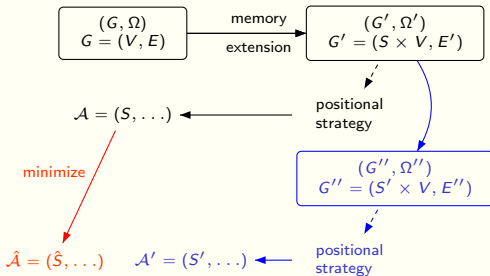 (G, Ω)
G = (V, E)
memory
extension
(G′, Ω′)
G′ = (S × V, E′)
𝒜 = (S, . . .)
positional
strategy
minimize
(G′′, Ω′′)
G′′ = (S′ × V, E′′)
𝒜̂ = (Ŝ, . . .)
𝒜′ = (S′, . . .)
positional
strategy